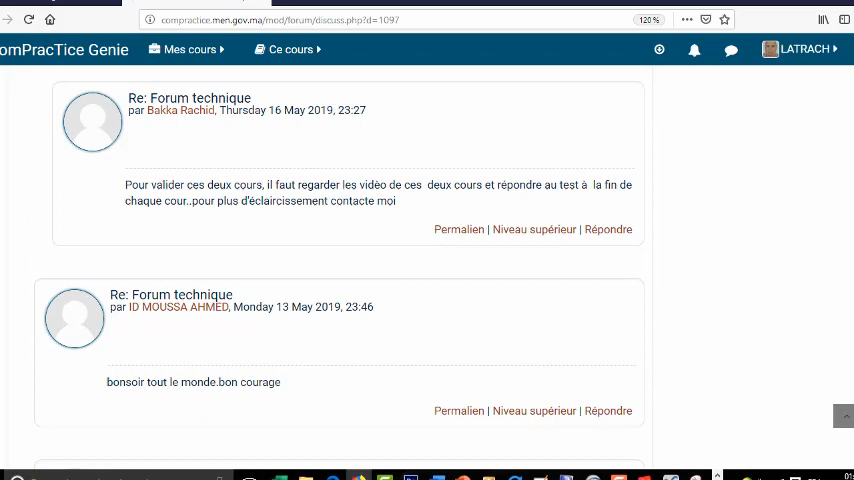 compractice.men.gov.ma/mod/forum/discuss.php?d=1097
120 %
omPracTice Genie
Mes cours
Ce cours
LATRACH
Re: Forum technique
par Bakka Rachid, Thursday 16 May 2019, 23:27
Pour valider ces deux cours, il faut regarder les vidèo de ces deux cours et répondre au test à la fin de
chaque cour..pour plus d'éclaircissement contacte moi
Permalien | Niveau supérieur | Répondre
Re: Forum technique
par ID MOUSSA AHMED, Monday 13 May 2019, 23:46
bonsoir tout le monde.bon courage
Permalien | Niveau supérieur | Répondre